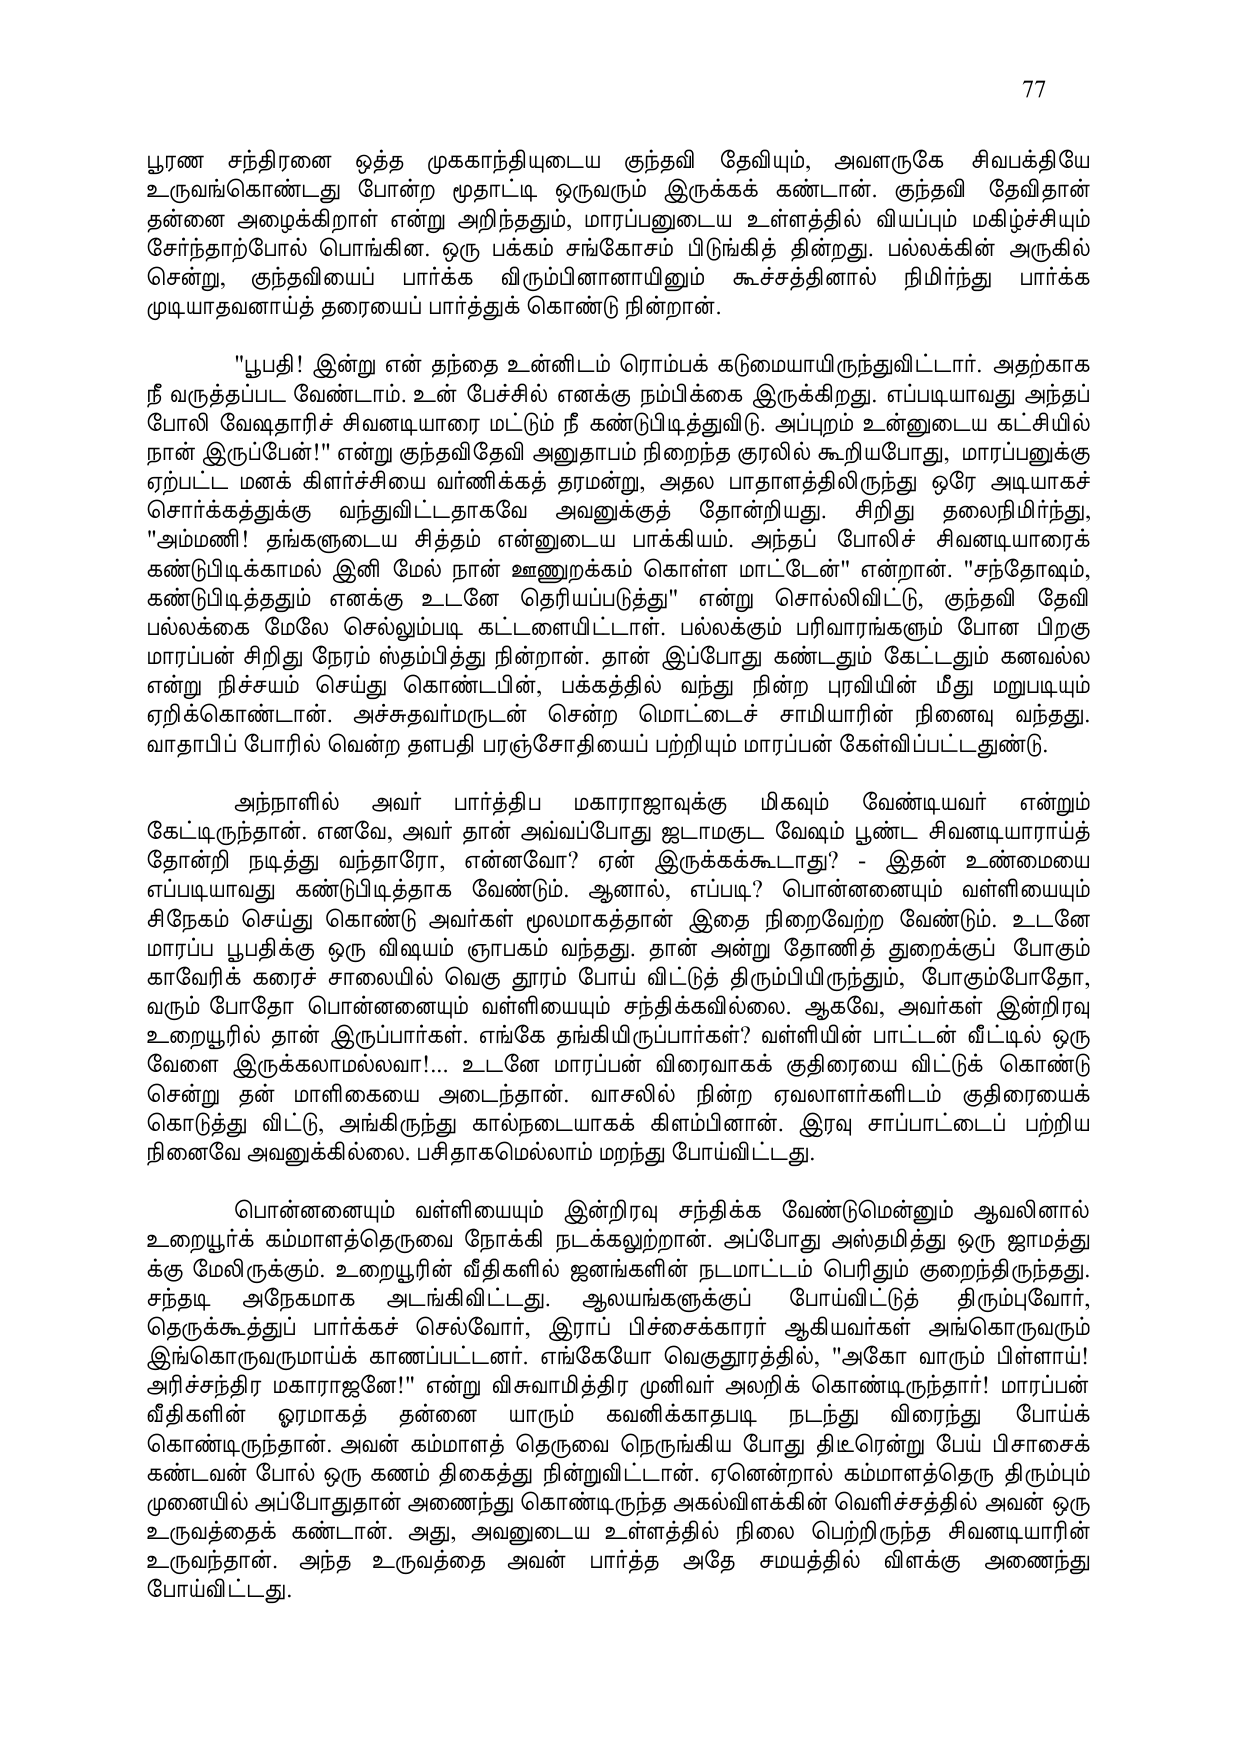 77
பூரண சந்திரனை ஒத்த முககாந்தியுடைய குந்தவி தேவியும், அவளருகே சிவபக்தியே
உருவங்கொண்டது போன்ற மூதாட்டி ஒருவரும் இருக்கக் கண்டான். குந்தவி தேவிதான்
தன்னை அழைக்கிறாள் என்று அறிந்ததும், மாரப்பனுடைய உள்ளத்தில் வியப்பும் மகிழ்ச்சியும்
சேர்ந்தாற்போல் பொங்கின. ஒரு பக்கம் சங்கோசம் பிடுங்கித் தின்றது. பல்லக்கின் அருகில்
சென்று, குந்தவியைப் பார்க்க விரும்பினானாயினும் கூச்சத்தினால் நிமிர்ந்து பார்க்க
முடியாதவனாய்த் தரையைப் பார்த்துக் கொண்டு நின்றான்.
"பூபதி! இன்று என் தந்தை உன்னிடம் ரொம்பக் கடுமையாயிருந்துவிட்டார். அதற்காக
நீ வருத்தப்பட வேண்டாம். உன் பேச்சில் எனக்கு நம்பிக்கை இருக்கிறது. எப்படியாவது அந்தப்
போலி வேஷதாரிச் சிவனடியாரை மட்டும் நீ கண்டுபிடித்துவிடு. அப்புறம் உன்னுடைய கட்சியில்
நான் இருப்பேன்!" என்று குந்தவிதேவி அனுதாபம் நிறைந்த குரலில் கூறியபோது, மாரப்பனுக்கு
ஏற்பட்ட மனக் கிளர்ச்சியை வர்ணிக்கத் தரமன்று, அதல பாதாளத்திலிருந்து ஒரே அடியாகச்
சொர்க்கத்துக்கு வந்துவிட்டதாகவே அவனுக்குத் தோன்றியது. சிறிது தலைநிமிர்ந்து,
"அம்மணி! தங்களுடைய சித்தம் என்னுடைய பாக்கியம். அந்தப் போலிச் சிவனடியாரைக்
கண்டுபிடிக்காமல் இனி மேல் நான் ஊணுறக்கம் கொள்ள மாட்டேன்" என்றான். "சந்தோஷம்,
கண்டுபிடித்ததும் எனக்கு உடனே தெரியப்படுத்து" என்று சொல்லிவிட்டு, குந்தவி தேவி
பல்லக்கை மேலே செல்லும்படி கட்டளையிட்டாள். பல்லக்கும் பரிவாரங்களும் போன பிறகு
மாரப்பன் சிறிது நேரம் ஸ்தம்பித்து நின்றான். தான் இப்போது கண்டதும் கேட்டதும் கனவல்ல
என்று நிச்சயம் செய்து கொண்டபின், பக்கத்தில் வந்து நின்ற புரவியின் மீது மறுபடியும்
ஏறிக்கொண்டான். அச்சுதவர்மருடன் சென்ற மொட்டைச் சாமியாரின் நினைவு வந்தது.
வாதாபிப் போரில் வென்ற தளபதி பரஞ்சோதியைப் பற்றியும் மாரப்பன் கேள்விப்பட்டதுண்டு.
அந்நாளில் அவர் பார்த்திப மகாராஜாவுக்கு மிகவும் வேண்டியவர் என்றும்
கேட்டிருந்தான். எனவே, அவர் தான் அவ்வப்போது ஜடாமகுட வேஷம் பூண்ட சிவனடியாராய்த்
தோன்றி நடித்து வந்தாரோ, என்னவோ? ஏன் இருக்கக்கூடாது? - இதன் உண்மையை
எப்படியாவது கண்டுபிடித்தாக வேண்டும். ஆனால், எப்படி? பொன்னனையும் வள்ளியையும்
சிநேகம் செய்து கொண்டு அவர்கள் மூலமாகத்தான் இதை நிறைவேற்ற வேண்டும். உடனே
மாரப்ப பூபதிக்கு ஒரு விஷயம் ஞாபகம் வந்தது. தான் அன்று தோணித் துறைக்குப் போகும்
காவேரிக் கரைச் சாலையில் வெகு தூரம் போய் விட்டுத் திரும்பியிருந்தும், போகும்போதோ,
வரும் போதோ பொன்னனையும் வள்ளியையும் சந்திக்கவில்லை. ஆகவே, அவர்கள் இன்றிரவு
உறையூரில் தான் இருப்பார்கள். எங்கே தங்கியிருப்பார்கள்? வள்ளியின் பாட்டன் வீட்டில் ஒரு
வேளை இருக்கலாமல்லவா!... உடனே மாரப்பன் விரைவாகக் குதிரையை விட்டுக் கொண்டு
சென்று தன் மாளிகையை அடைந்தான். வாசலில் நின்ற ஏவலாளர்களிடம் குதிரையைக்
கொடுத்து விட்டு, அங்கிருந்து கால்நடையாகக் கிளம்பினான். இரவு சாப்பாட்டைப் பற்றிய
நினைவே அவனுக்கில்லை. பசிதாகமெல்லாம் மறந்து போய்விட்டது.
பொன்னனையும் வள்ளியையும் இன்றிரவு சந்திக்க வேண்டுமென்னும் ஆவலினால்
உறையூர்க் கம்மாளத்தெருவை நோக்கி நடக்கலுற்றான். அப்போது அஸ்தமித்து ஒரு ஜாமத்து
க்கு மேலிருக்கும். உறையூரின் வீதிகளில் ஜனங்களின் நடமாட்டம் பெரிதும் குறைந்திருந்தது.
சந்தடி அநேகமாக அடங்கிவிட்டது. ஆலயங்களுக்குப் போய்விட்டுத் திரும்புவோர்,
தெருக்கூத்துப் பார்க்கச் செல்வோர், இராப் பிச்சைக்காரர் ஆகியவர்கள் அங்கொருவரும்
இங்கொருவருமாய்க் காணப்பட்டனர். எங்கேயோ வெகுதூரத்தில், "அகோ வாரும் பிள்ளாய்!
அரிச்சந்திர மகாராஜனே!" என்று விசுவாமித்திர முனிவர் அலறிக் கொண்டிருந்தார்! மாரப்பன்
வீதிகளின் ஓரமாகத் தன்னை யாரும் கவனிக்காதபடி நடந்து விரைந்து போய்க்
கொண்டிருந்தான். அவன் கம்மாளத் தெருவை நெருங்கிய போது திடீரென்று பேய் பிசாசைக்
கண்டவன் போல் ஒரு கணம் திகைத்து நின்றுவிட்டான். ஏனென்றால் கம்மாளத்தெரு திரும்பும்
முனையில் அப்போதுதான் அணைந்து கொண்டிருந்த அகல்விளக்கின் வெளிச்சத்தில் அவன் ஒரு
உருவத்தைக் கண்டான். அது, அவனுடைய உள்ளத்தில் நிலை பெற்றிருந்த சிவனடியாரின்
உருவந்தான். அந்த உருவத்தை அவன் பார்த்த அதே சமயத்தில் விளக்கு அணைந்து
போய்விட்டது.